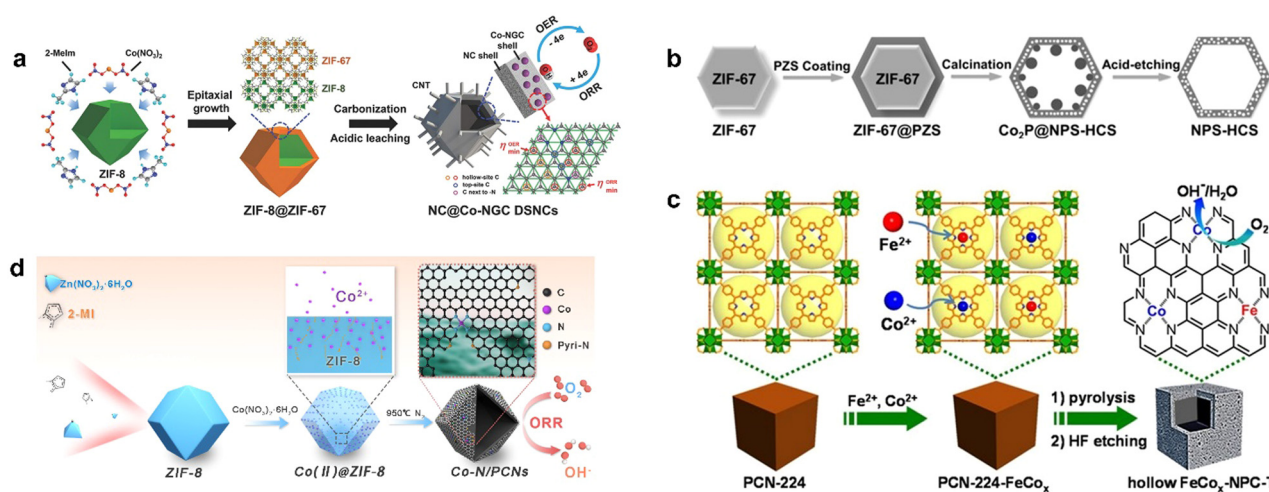 a
2-MeIm
Co(NO₃)₂
ZIF-8
Epitaxial
growth
ZIF-67
ZIF-8
ZIF-8@ZIF-67
Carbonization
Acidic leaching
CNT
NC shell
Co-NGC
shell
OER
- 4e
+ 4e
ORR
η OER min
η ORR min
hollow-site C
top-site C
C next to -N
NC@Co-NGC DSNCs
b
ZIF-67
PZS Coating
ZIF-67
Calcination
Acid-etching
ZIF-67
ZIF-67@PZS
Co₂P@NPS-HCS
NPS-HCS
c
Fe²⁺
Co²⁺
OH⁻/H₂O
O₂
N
Co
Co
Fe
Fe²⁺, Co²⁺
1) pyrolysis
2) HF etching
PCN-224
PCN-224-FeCoₓ
hollow FeCoₓ-NPC-T
d
Zn(NO₃)₂·6H₂O
2-MI
Co²⁺
ZIF-8
C
Co
N
Pyri-N
Co(NO₃)₂·6H₂O
950℃ N₂
O₂
ORR
OH⁻
ZIF-8
Co(Ⅱ)@ZIF-8
Co-N/PCNs